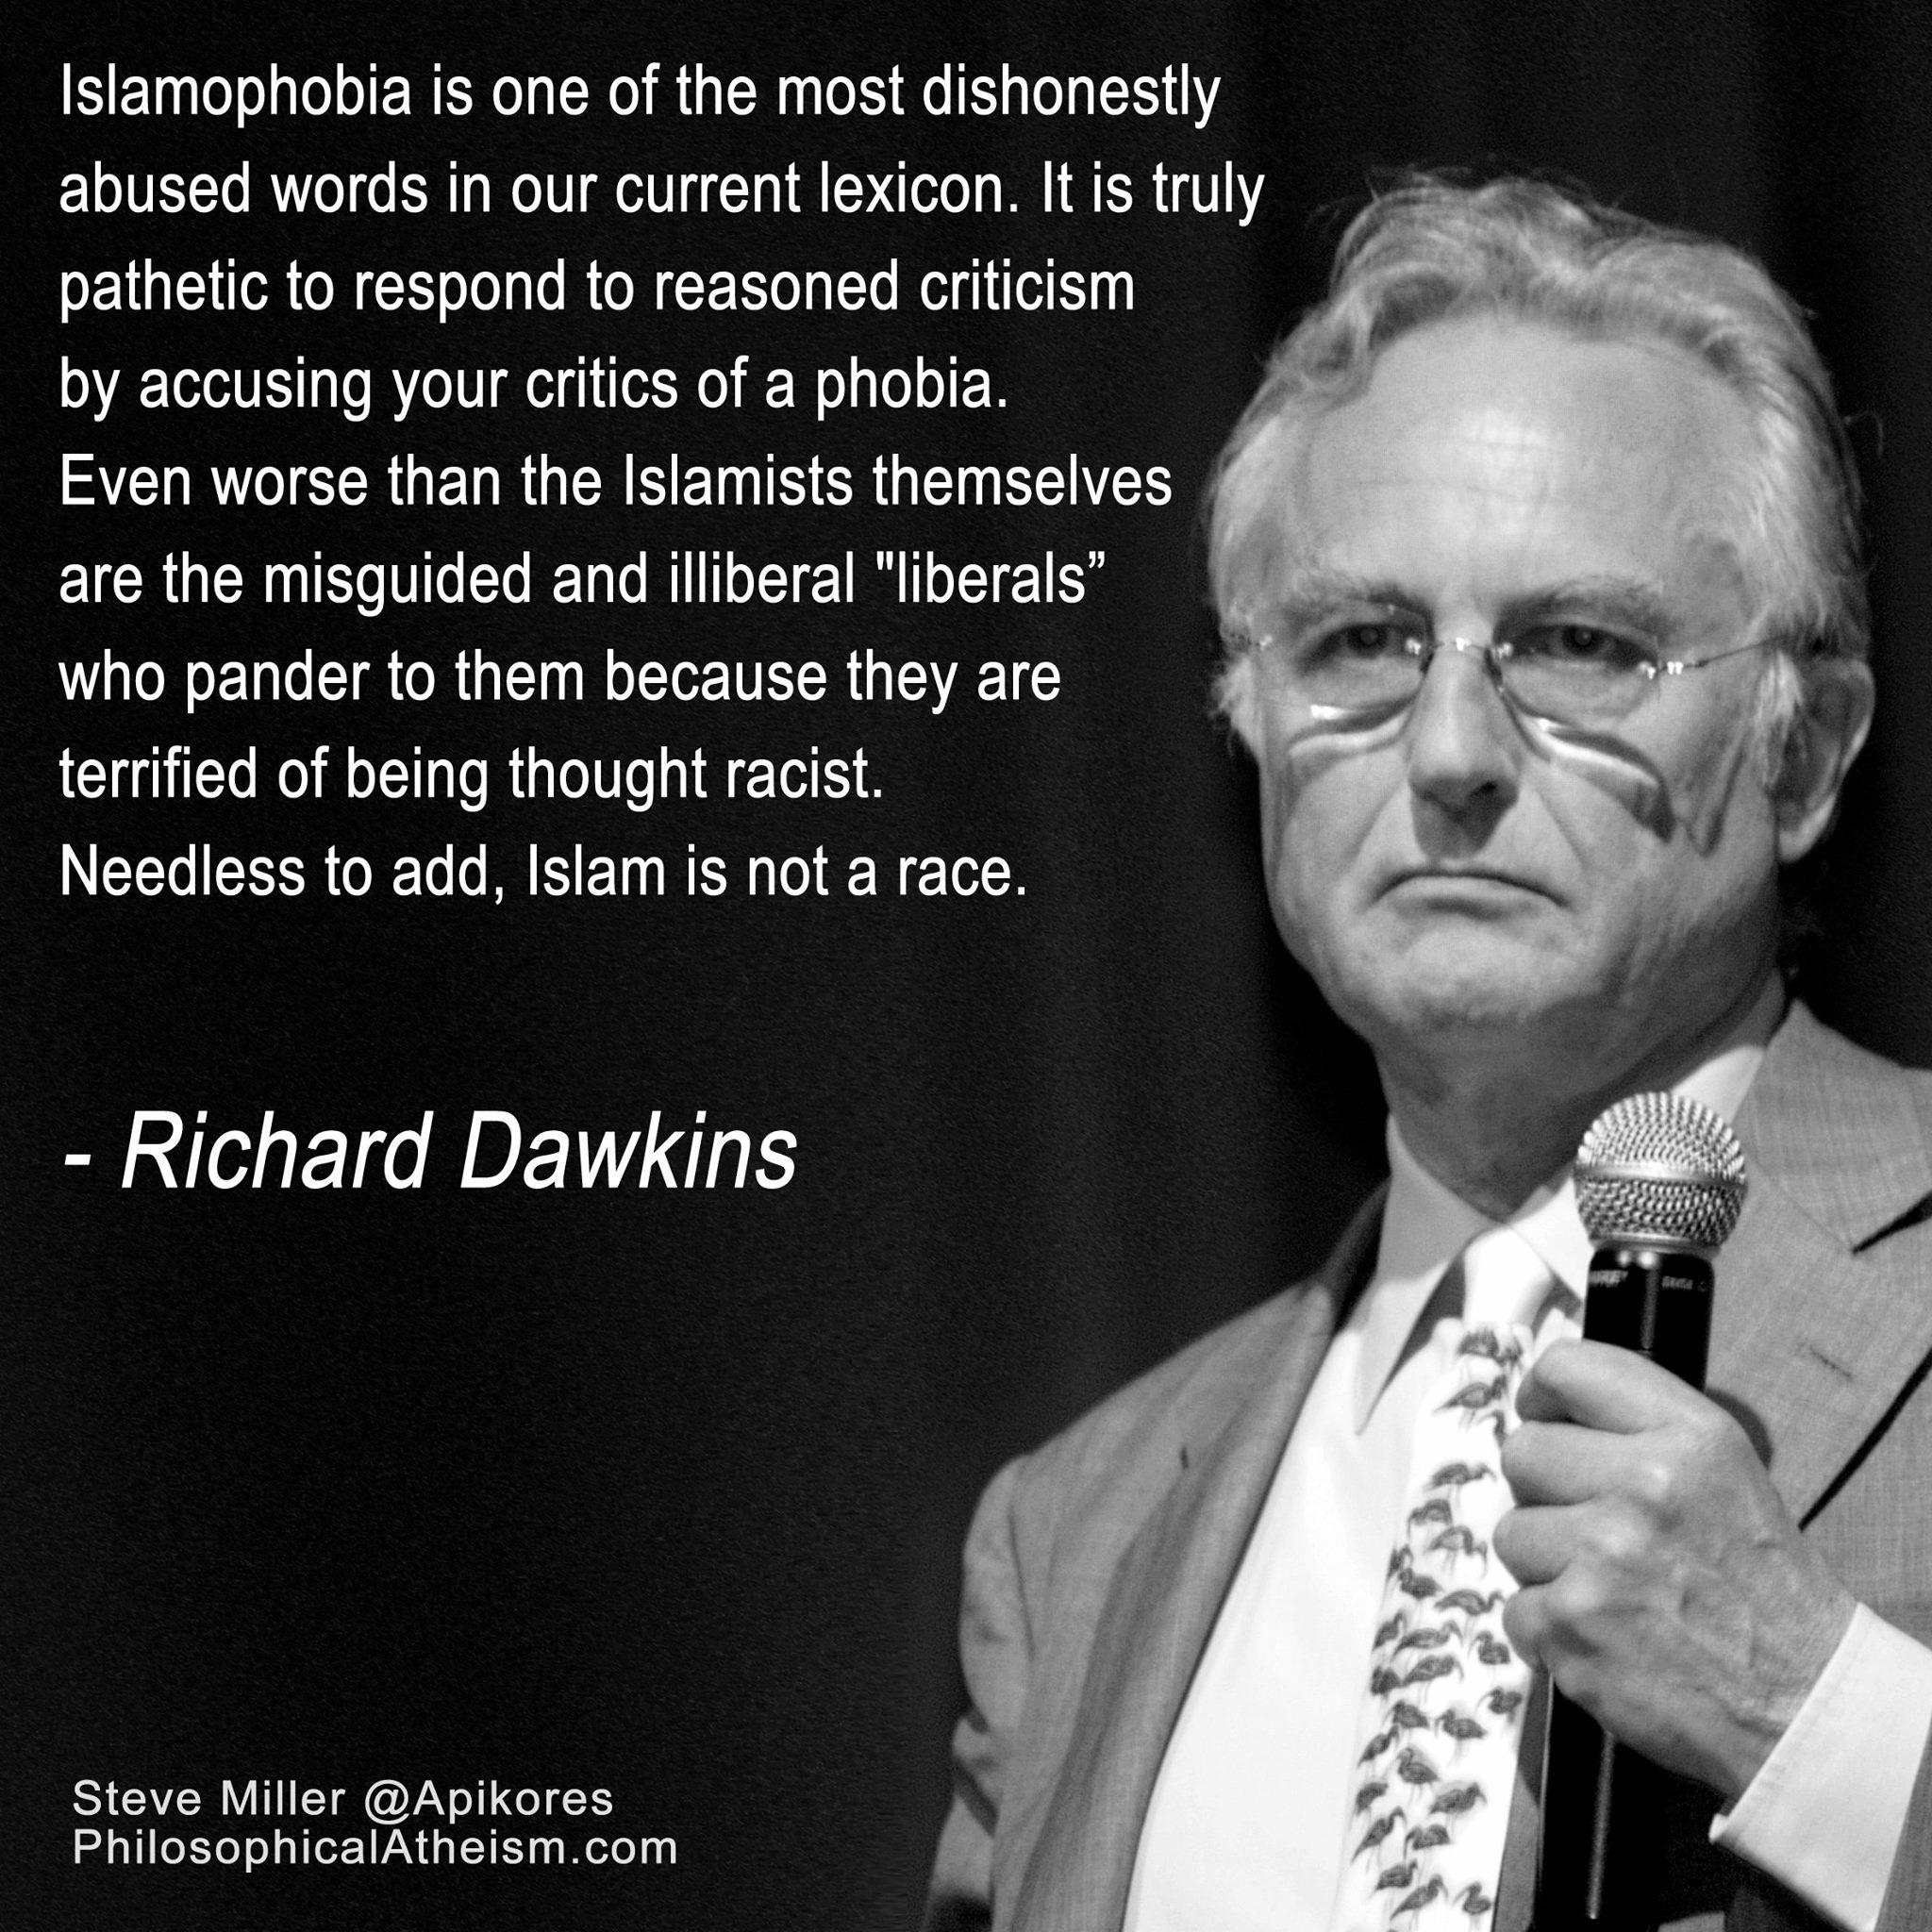 Islamophobia is one of the most dishonestly
abused words in our current lexicon. It is truly
pathetic to respond to reasoned criticism
by accusing your critics of a phobia.
Even worse than the Islamists themselves
are the misguided and illiberal "liberals”
who pander to them because they are
terrified of being thought racist.
Needless to add, Islam is not a race.
- Richard Dawkins
Steve Miller @Apikores
PhilosophicalAtheism.com